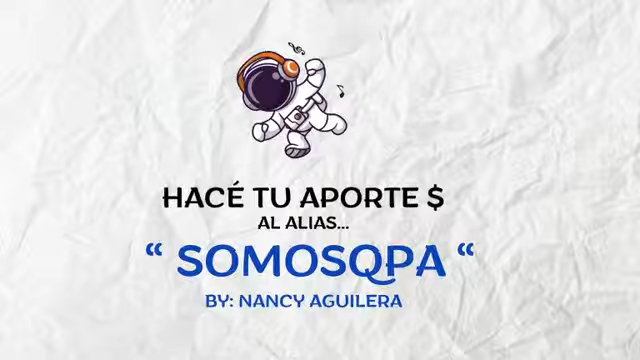 HACÉ TU APORTE $
AL ALIAS...
“ SOMOSQPA “
BY: NANCY AGUILERA